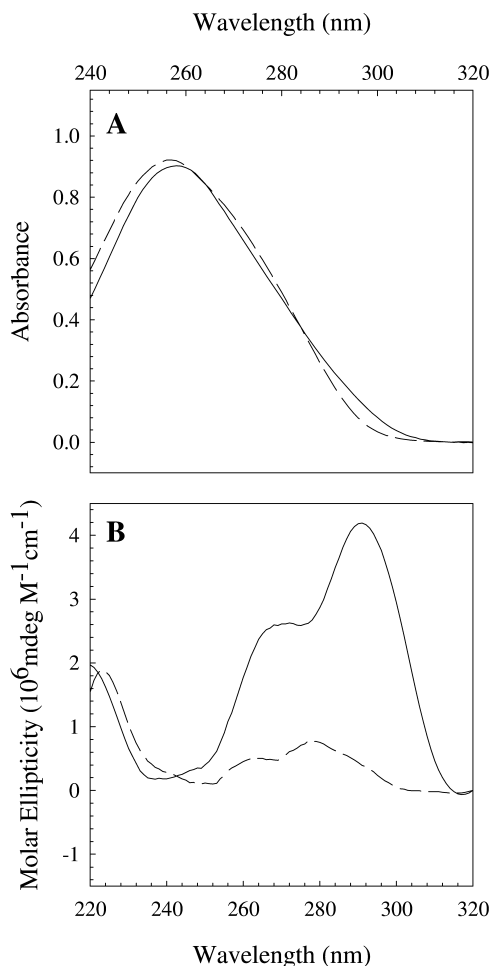 Wavelength (nm)
240 260 280 300 320
A
1.0
0.8
0.6
0.4
0.2
0.0
Absorbance
B
4
3
2
1
0
-1
Molar Ellipticity (10⁶mdeg M⁻¹cm⁻¹)
220 240 260 280 300 320
Wavelength (nm)